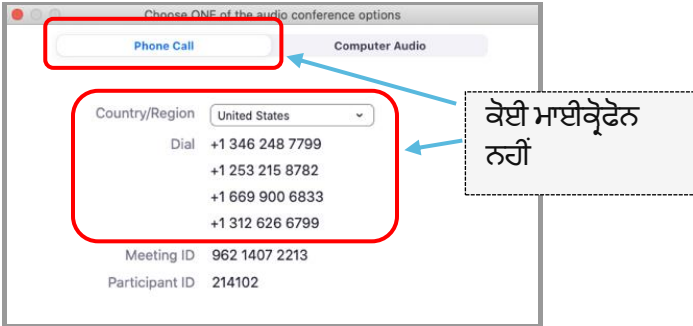 Choose ONE of the audio conference options
Phone Call
Computer Audio
Country/Region United States
Dial +1 346 248 7799
+1 253 215 8782
+1 669 900 6833
+1 312 626 6799
Meeting ID 962 1407 2213
Participant ID 214102
ਕੋਈ ਮਾਈਕ੍ਰੋਫੋਨ
ਨਹੀਂ